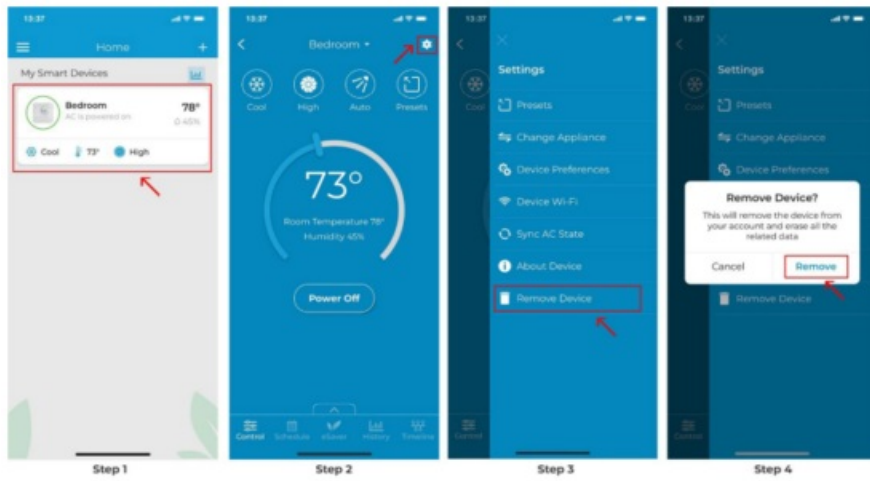 13:37
Home
My Smart Devices
Bedroom
78°
AC is powered on
45%
Cool
73°
High
Step 1
13:37
Bedroom
Cool
High
Auto
Presets
73°
Room Temperature 78°
Humidity 45%
Power Off
Control
Schedule
eSaver
History
Timeline
Step 2
13:37
Cool
Settings
Presets
Change Appliance
Device Preferences
Device Wi-Fi
Sync AC State
About Device
Remove Device
Control
Step 3
13:37
Cool
Settings
Presets
Change Appliance
Device Preferences
Remove Device?
This will remove the device from
your account and erase all the
related data
Cancel
Remove
Remove Device
Control
Step 4